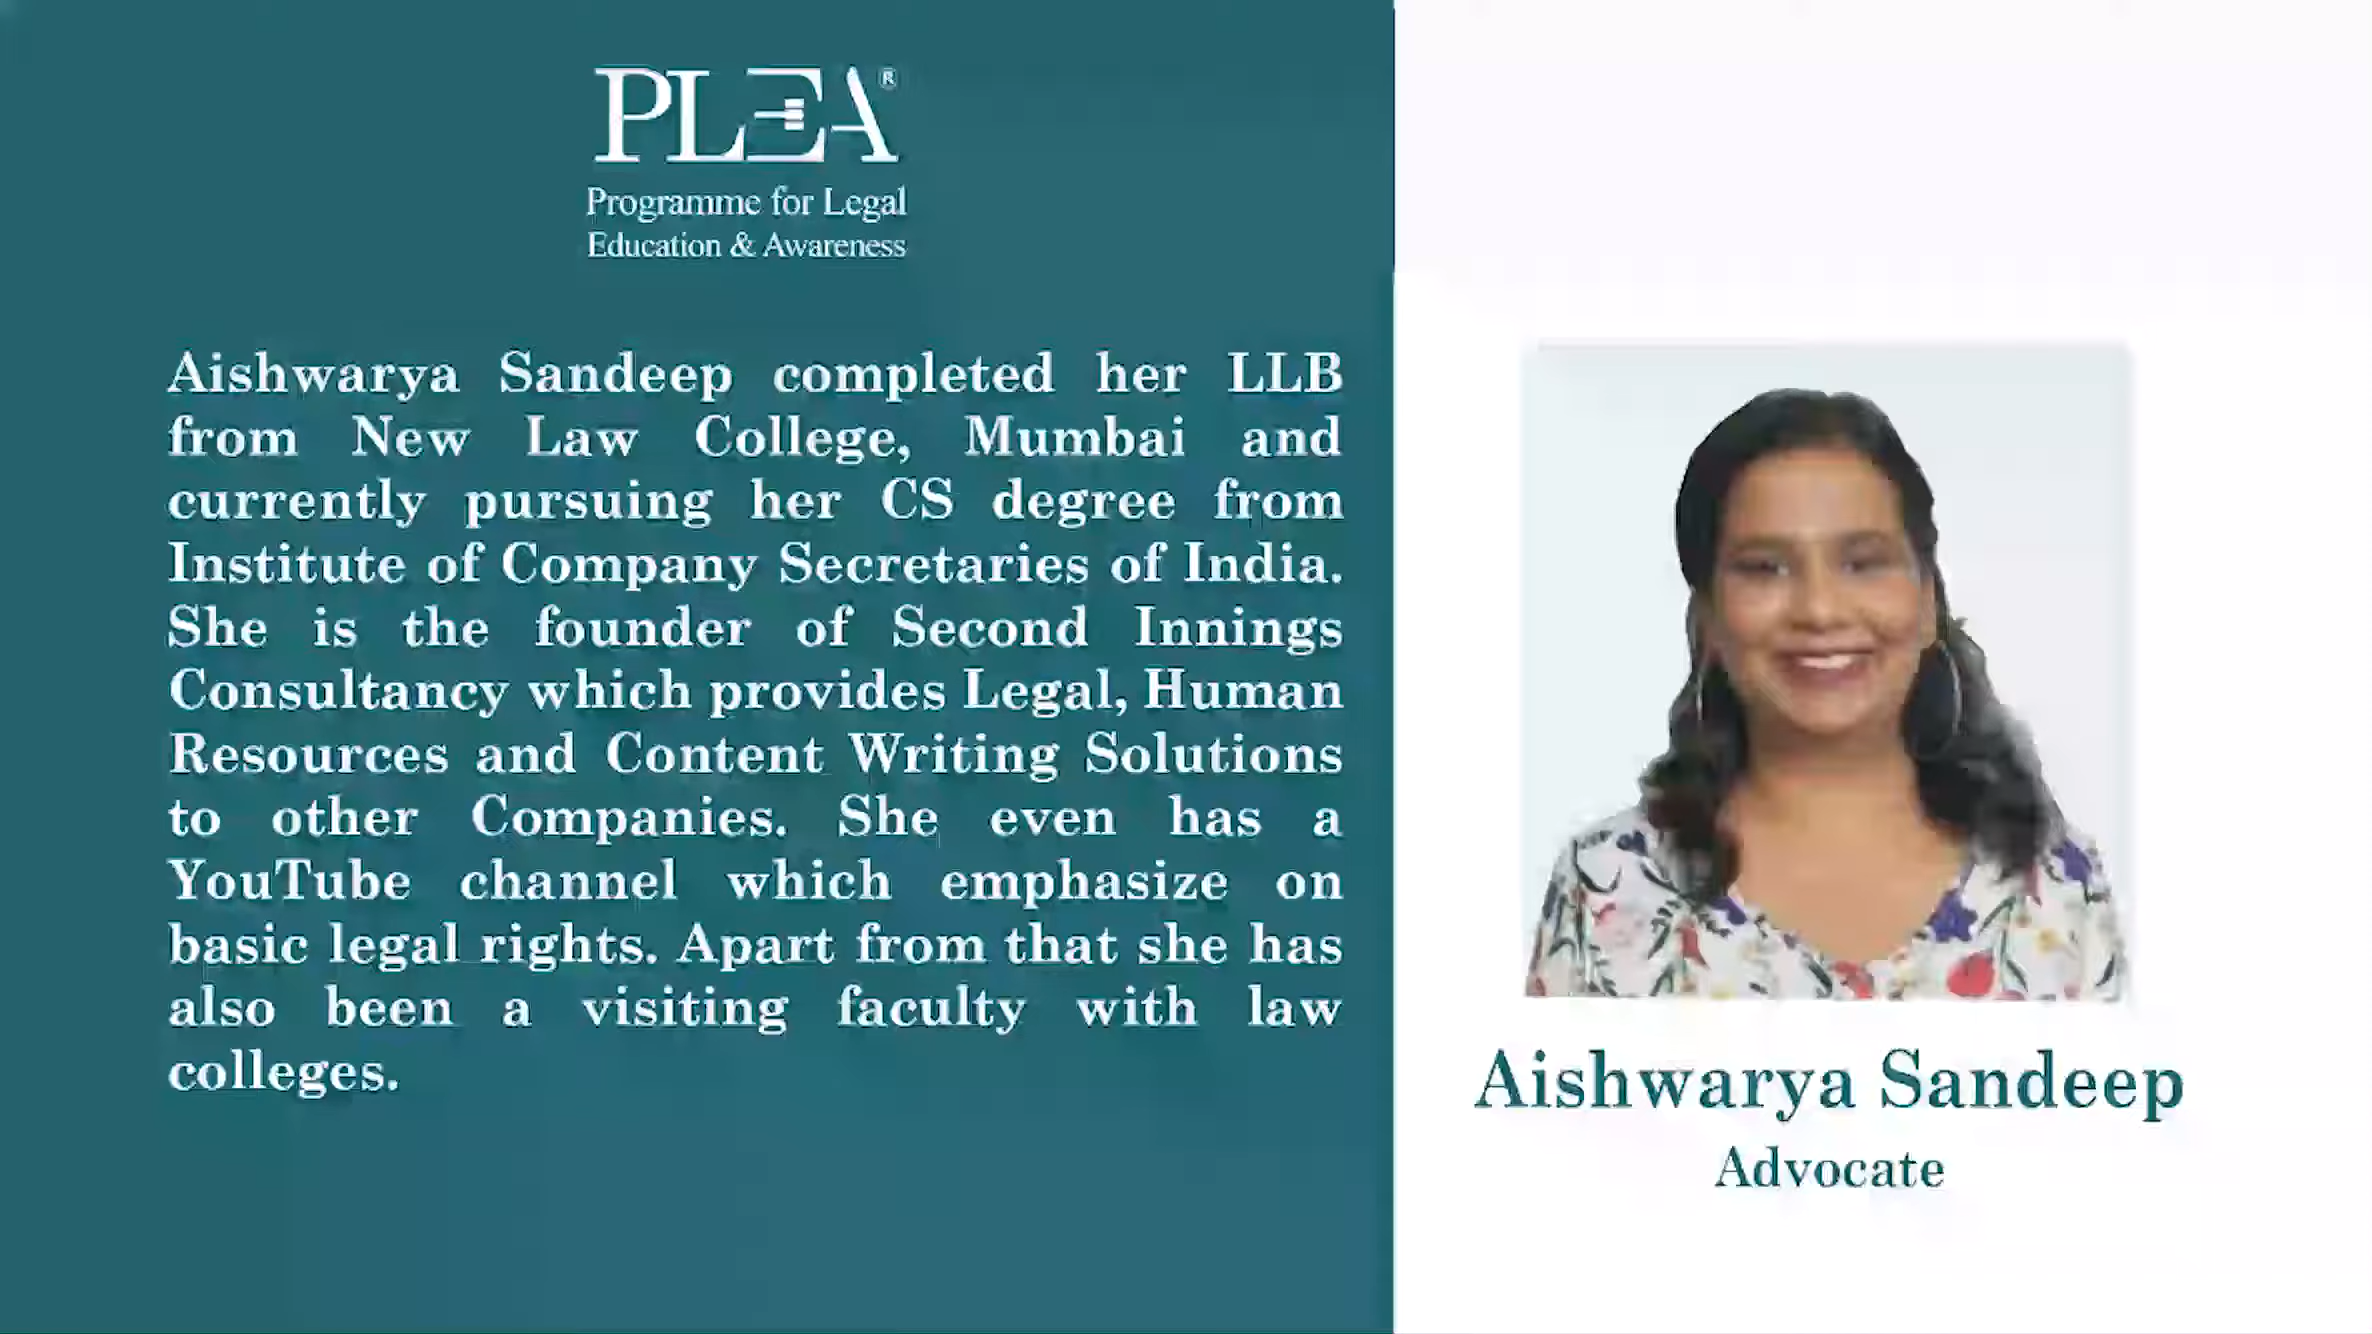 PLEA®
Programme for Legal
Education & Awareness
Aishwarya Sandeep completed her LLB
from New Law College, Mumbai and
currently pursuing her CS degree from
Institute of Company Secretaries of India.
She is the founder of Second Innings
Consultancy which provides Legal, Human
Resources and Content Writing Solutions
to other Companies. She even has a
YouTube channel which emphasize on
basic legal rights. Apart from that she has
also been a visiting faculty with law
colleges.
Aishwarya Sandeep
Advocate